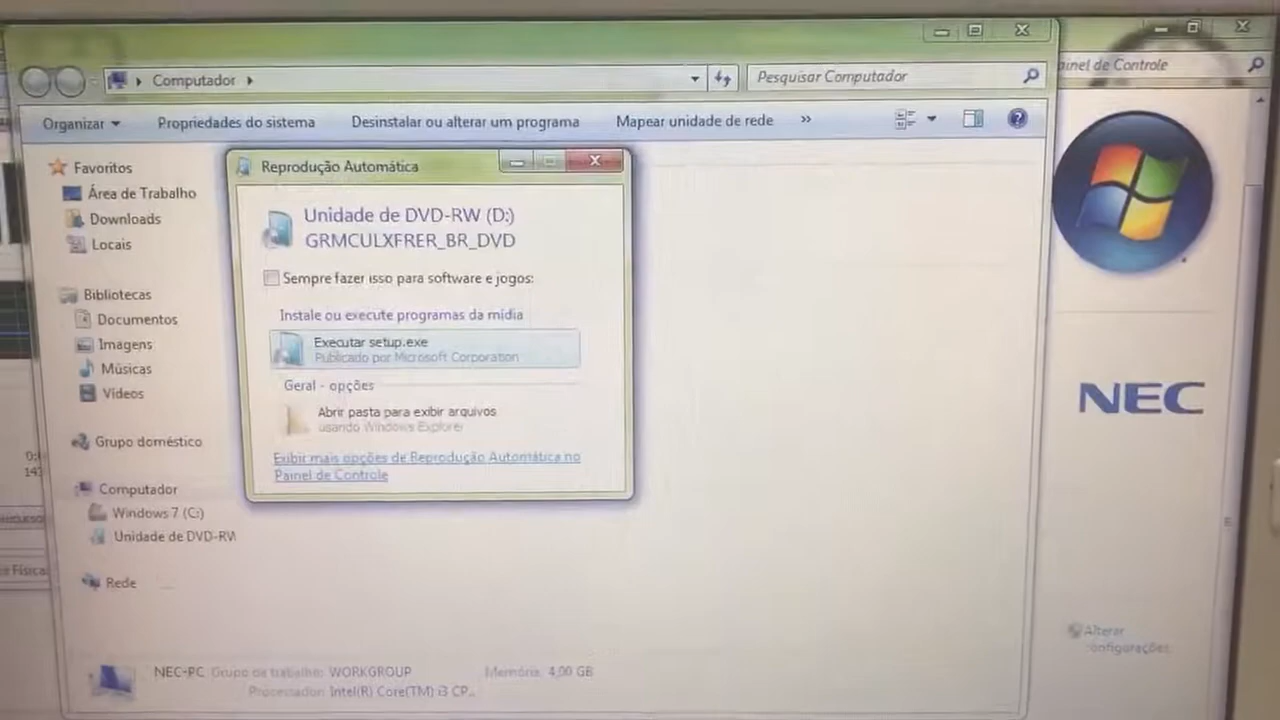 Computador
Pesquisar Computador
ainel de Controle
Organizar
Propriedades do sistema
Desinstalar ou alterar um programa
Mapear unidade de rede
»
Favoritos
Área de Trabalho
Downloads
Locais
Bibliotecas
Documentos
Imagens
Músicas
Vídeos
Grupo doméstico
Computador
Windows 7 (C:)
Unidade de DVD-RW
Rede
Reprodução Automática
Unidade de DVD-RW (D:)
GRMCULXFRER_BR_DVD
Sempre fazer isso para software e jogos:
Instale ou execute programas da mídia
Executar setup.exe
Publicado por Microsoft Corporation
Geral - opções
Abrir pasta para exibir arquivos
usando Windows Explorer
Exibir mais opções de Reprodução Automática no
Painel de Controle
NEC
Alterar
configurações
NEC-PC Grupo de trabalho: WORKGROUP Memória: 4,00 GB
Processador: Intel(R) Core(TM) i3 CP...